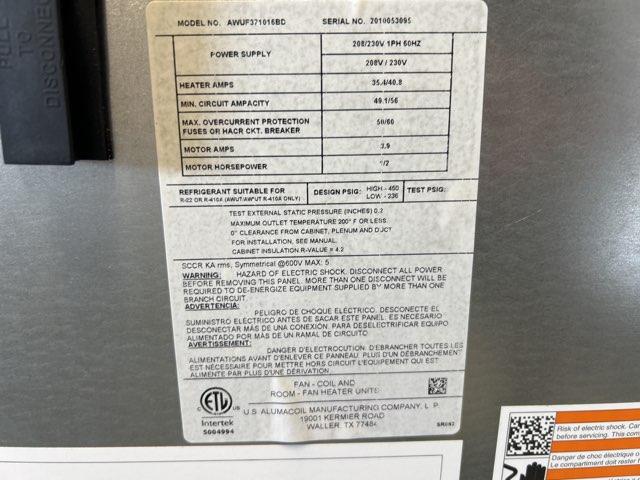 PULL
TO
DISCONNECT
MODEL NO. AWUF371016BD SERIAL NO. 2010053095
POWER SUPPLY 208/230V 1PH 60HZ
208V / 230V
HEATER AMPS 35.4/40.8
MIN. CIRCUIT AMPACITY 49.1/56
MAX. OVERCURRENT PROTECTION
FUSES OR HACR CKT. BREAKER 50/60
MOTOR AMPS 3.9
MOTOR HORSEPOWER 1/2
REFRIGERANT SUITABLE FOR DESIGN PSIG: HIGH - 450 TEST PSIG:
R-22 OR R-410A (AWUT/AWPUT R-410A ONLY) LOW - 236
TEST EXTERNAL STATIC PRESSURE (INCHES) 0.2
MAXIMUM OUTLET TEMPERATURE 200° F OR LESS.
0" CLEARANCE FROM CABINET, PLENUM AND DUCT
FOR INSTALLATION, SEE MANUAL.
CABINET INSULATION R-VALUE = 4.2
SCCR KA rms, Symmetrical @600V MAX: 5
WARNING: HAZARD OF ELECTRIC SHOCK. DISCONNECT ALL POWER
BEFORE REMOVING THIS PANEL. MORE THAN ONE DISCONNECT MAY BE
REQUIRED TO DE-ENERGIZE EQUIPMENT SUPPLIED BY MORE THAN ONE
BRANCH CIRCUIT.
ADVERTENCIA:
PELIGRO DE CHOQUE ELÉCTRICO. DESCONECTE EL
SUMINISTRO ELÉCTRICO ANTES DE SACAR ESTE PANEL. ES NECESARIO
DESCONECTAR MÁS DE UNA CONEXIÓN. PARA DESELECTRIFICAR EQUIPO
ALIMENTADO POR MÁS DE UN RAMAL DE CIRCUITO.
AVERTISSEMENT:
DANGER D'ELECTROCUTION. D'EBRANCHER TOUTES LES
ALIMENTATIONS AVANT D'ENLEVER CE PANNEAU. PLUS D'UN DÉBRANCHEMENT
EST NÉCESSAIRE POUR METTRE L'CIRCUIT L'EQUIPEMENT QUI EST
ALIMENTE PAR PLUS D'UNE DÉRIVATION
FAN - COIL AND
ROOM - FAN HEATER UNITS
ETL
US
Intertek
5004994
U.S. ALUMACOIL MANUFACTURING COMPANY, L. P.
19001 KERMIER ROAD
WALLER, TX 77484
Risk of electric shock. Can
before servicing. This com
Danger de choc électrique o
Le compartiment doit rester f